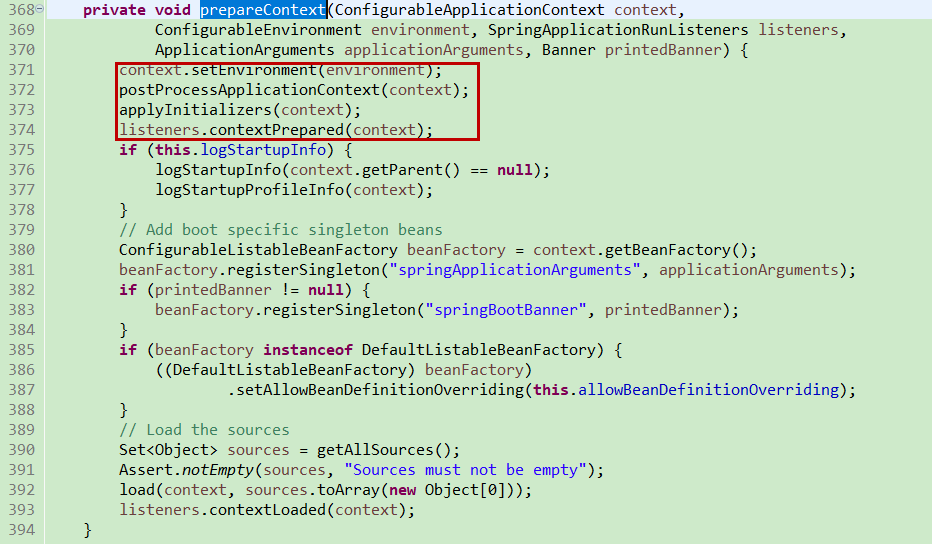 368 private void prepareContext(ConfigurableApplicationContext context,
369 ConfigurableEnvironment environment, SpringApplicationRunListeners listeners,
370 ApplicationArguments applicationArguments, Banner printedBanner) {
371 context.setEnvironment(environment);
372 postProcessApplicationContext(context);
373 applyInitializers(context);
374 listeners.contextPrepared(context);
375 if (this.logStartupInfo) {
376 logStartupInfo(context.getParent() == null);
377 logStartupProfileInfo(context);
378 }
379 // Add boot specific singleton beans
380 ConfigurableListableBeanFactory beanFactory = context.getBeanFactory();
381 beanFactory.registerSingleton("springApplicationArguments", applicationArguments);
382 if (printedBanner != null) {
383 beanFactory.registerSingleton("springBootBanner", printedBanner);
384 }
385 if (beanFactory instanceof DefaultListableBeanFactory) {
386 ((DefaultListableBeanFactory) beanFactory)
387 .setAllowBeanDefinitionOverriding(this.allowBeanDefinitionOverriding);
388 }
389 // Load the sources
390 Set<Object> sources = getAllSources();
391 Assert.notEmpty(sources, "Sources must not be empty");
392 load(context, sources.toArray(new Object[0]));
393 listeners.contextLoaded(context);
394 }